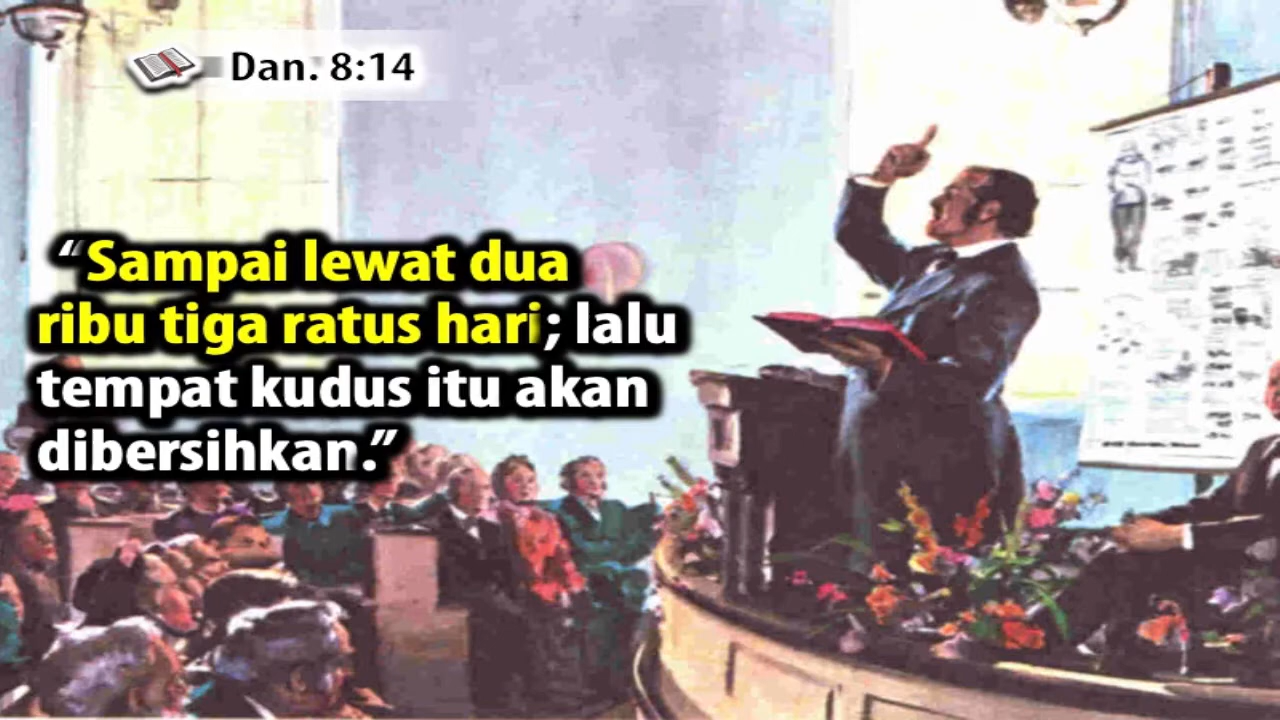 Dan. 8:14
“Sampai lewat dua
ribu tiga ratus hari; lalu
tempat kudus itu akan
dibersihkan.”